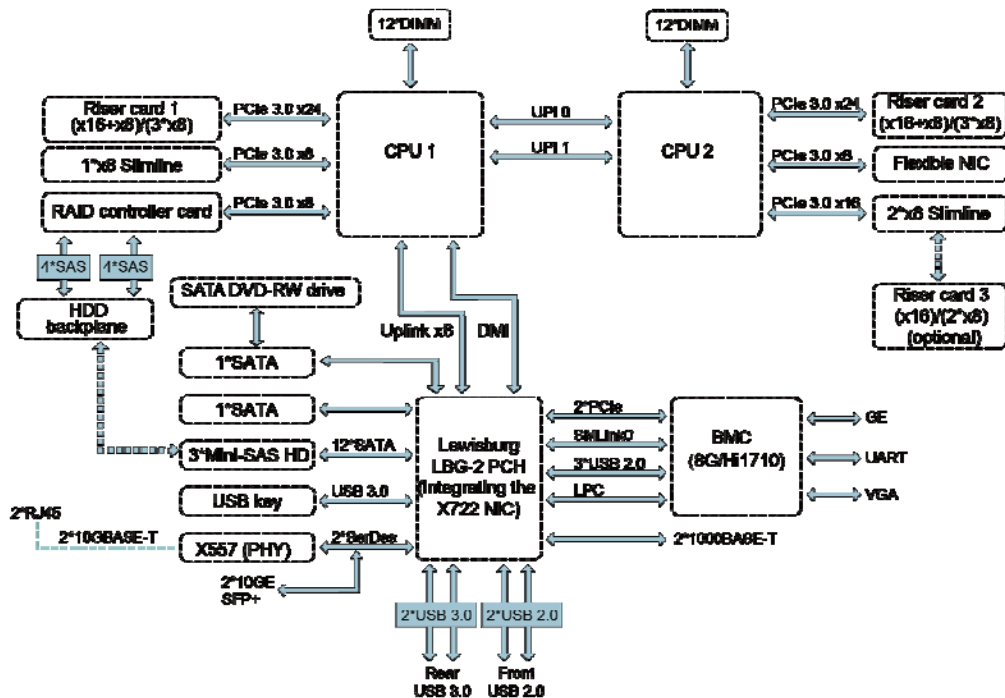 12*DIMM
12*DIMM
Riser card 1
(x16+x8)/(3*x8)
PCIe 3.0 x24
CPU 1
UPI 0
UPI 1
CPU 2
PCIe 3.0 x24
Riser card 2
(x16+x8)/(3*x8)
1*x8 Slimline
PCIe 3.0 x8
PCIe 3.0 x8
Flexible NIC
RAID controller card
PCIe 3.0 x8
PCIe 3.0 x16
2*x8 Slimline
4*SAS
4*SAS
HDD
backplane
SATA DVD-RW drive
Uplink x8
DMI
Riser card 3
(x16)/(2*x8)
(optional)
1*SATA
1*SATA
3*Mini-SAS HD
12*SATA
Lewisburg
LBG-2 PCH
(Integrating the
X722 NIC)
2*PCIe
SMLink0
3*USB 2.0
LPC
BMC
(8G/Hi1710)
GE
UART
VGA
USB key
USB 3.0
2*RJ45
2*10GBASE-T
X557 (PHY)
2*SerDes
2*1000BASE-T
2*10GE
SFP+
2*USB 3.0
2*USB 2.0
Rear
USB 3.0
Front
USB 2.0